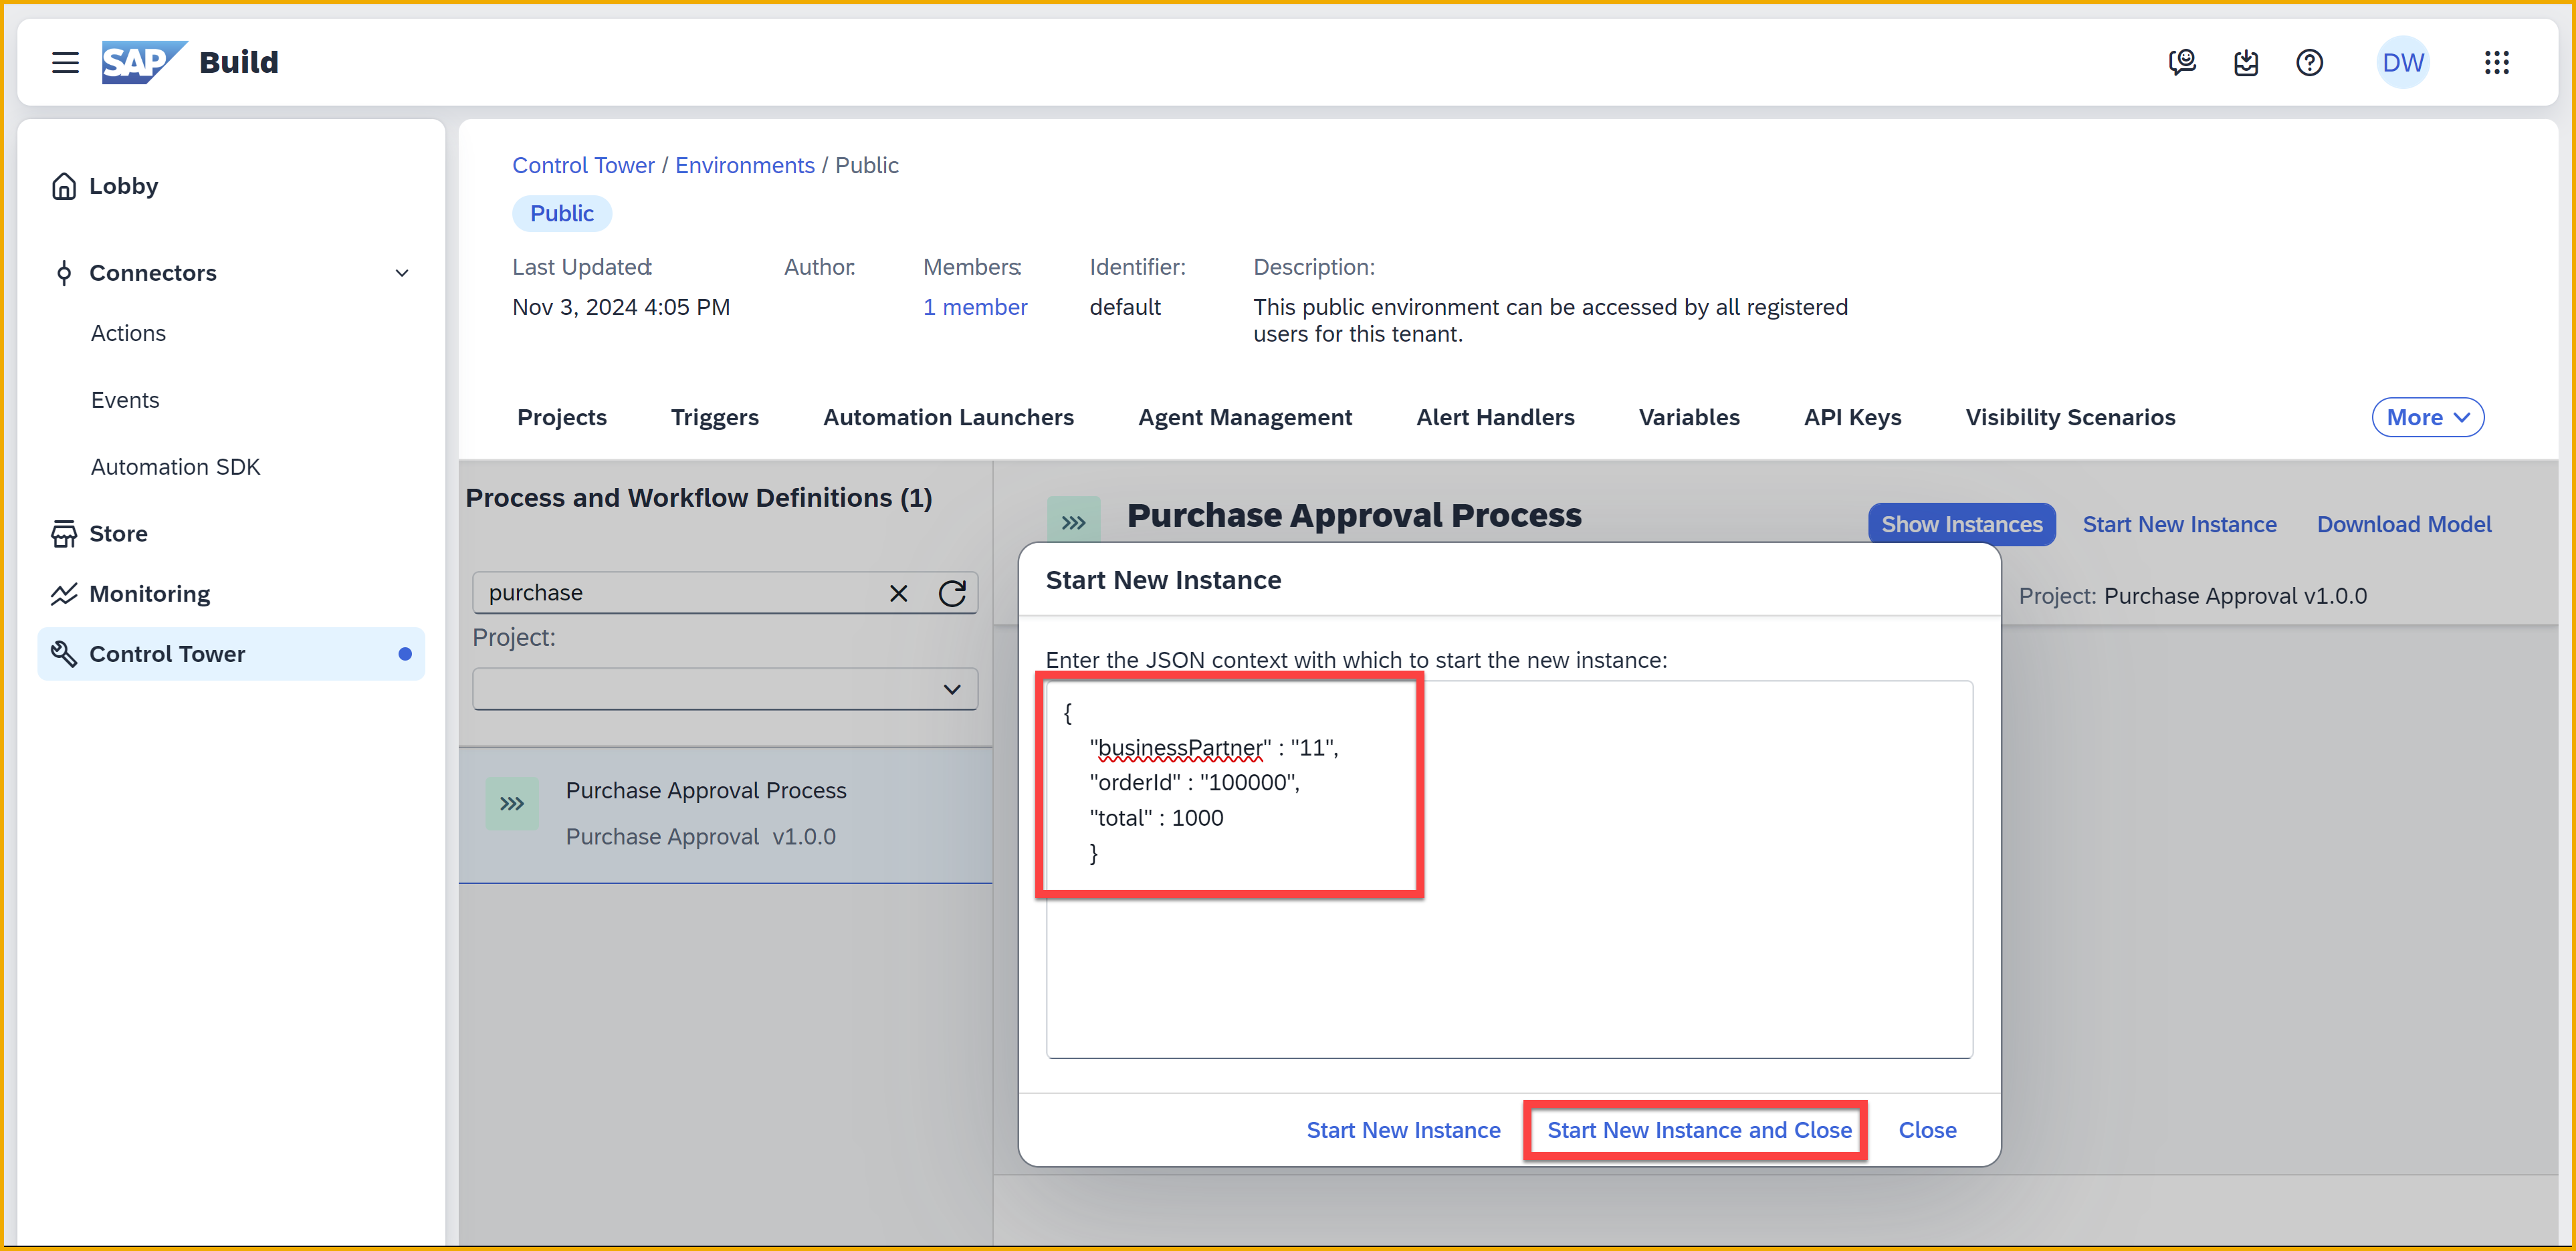 SAP Build
DW
Lobby
Connectors
Actions
Events
Automation SDK
Store
Monitoring
Control Tower
Control Tower / Environments / Public
Public
Last Updated:
Nov 3, 2024 4:05 PM
Author:
Members:
1 member
Identifier:
default
Description:
This public environment can be accessed by all registered
users for this tenant.
Projects
Triggers
Automation Launchers
Agent Management
Alert Handlers
Variables
API Keys
Visibility Scenarios
More
Process and Workflow Definitions (1)
purchase
Project:
Purchase Approval Process
Purchase Approval v1.0.0
Purchase Approval Process
Show Instances
Start New Instance
Download Model
Project: Purchase Approval v1.0.0
Start New Instance
Enter the JSON context with which to start the new instance:
{
"businessPartner" : "11",
"orderId" : "100000",
"total" : 1000
}
Start New Instance
Start New Instance and Close
Close